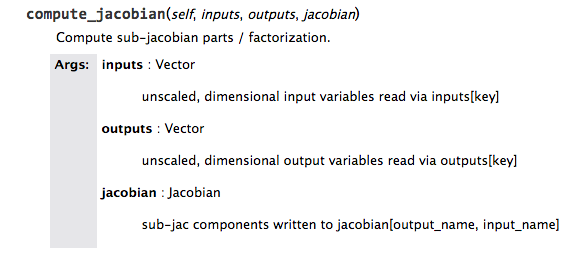 compute_jacobian(self, inputs, outputs, jacobian)
Compute sub-jacobian parts / factorization.
Args: inputs : Vector
unscaled, dimensional input variables read via inputs[key]
outputs : Vector
unscaled, dimensional output variables read via outputs[key]
jacobian : Jacobian
sub-jac components written to jacobian[output_name, input_name]